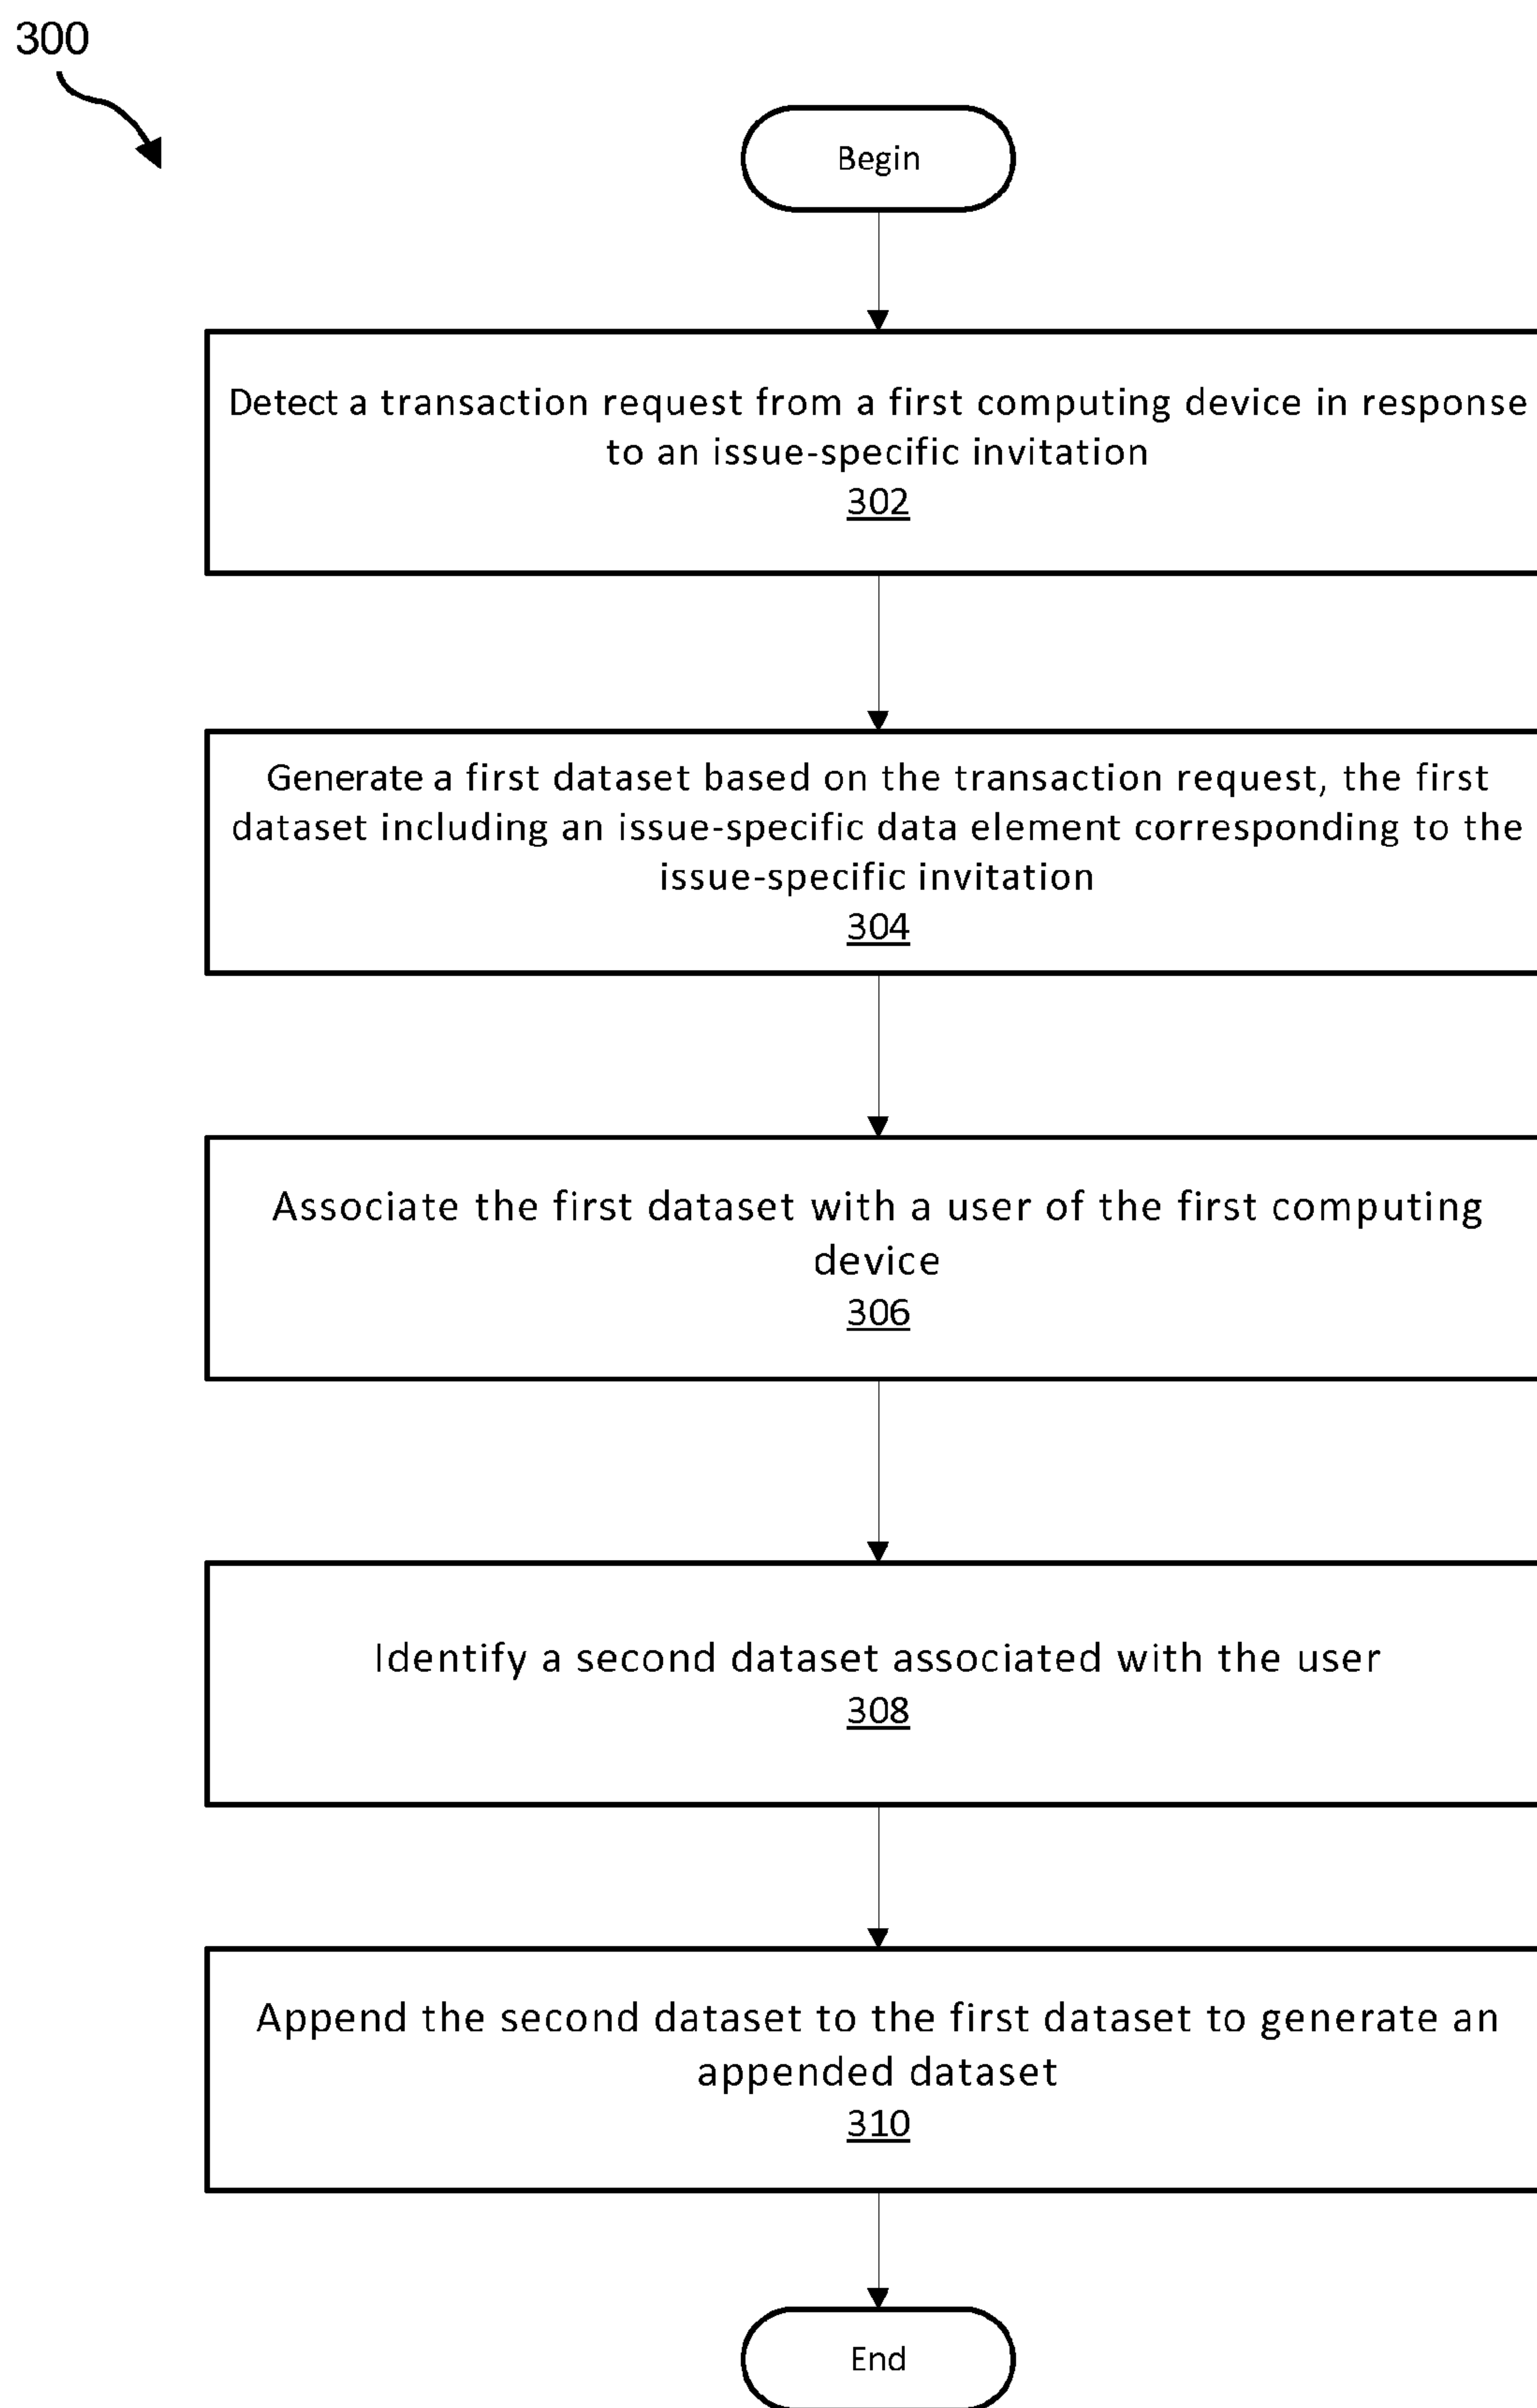 300
Begin
Detect a transaction request from a first computing device in response
to an issue-specific invitation
302
Generate a first dataset based on the transaction request, the first
dataset including an issue-specific data element corresponding to the
issue-specific invitation
304
Associate the first dataset with a user of the first computing
device
306
Identify a second dataset associated with the user
308
Append the second dataset to the first dataset to generate an
appended dataset
310
End